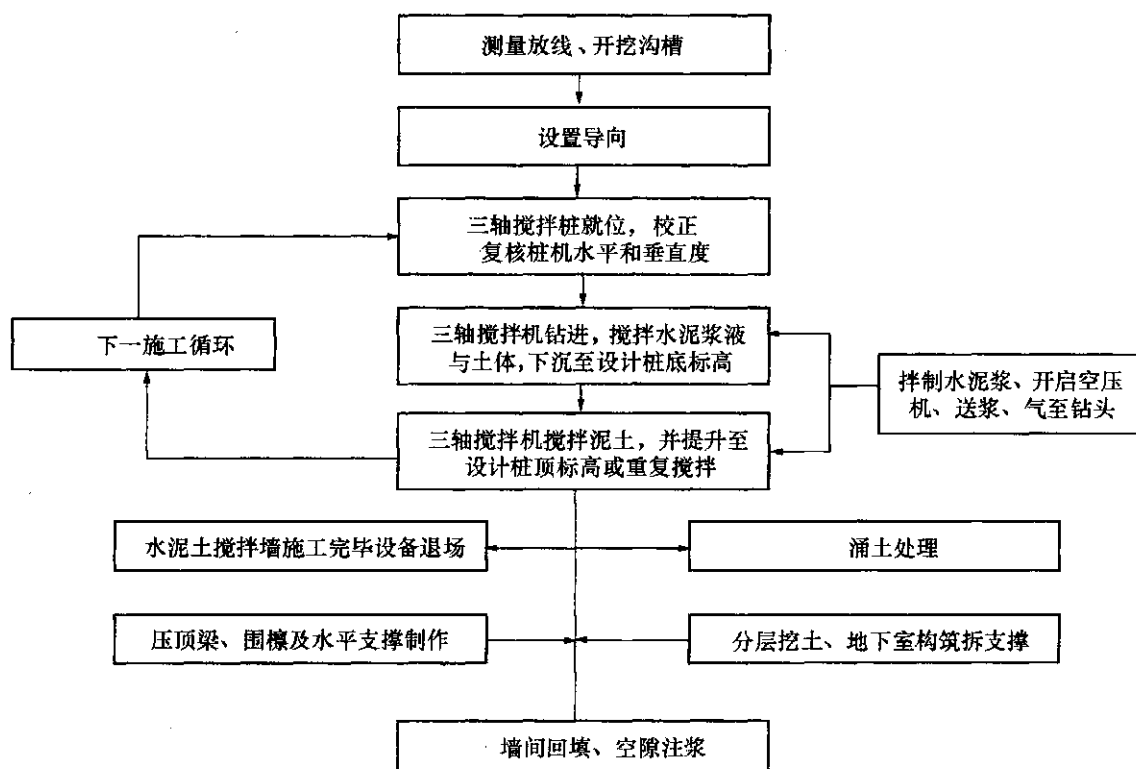 测量放线、开挖沟槽
设置导向
三轴搅拌桩就位，校正
复核桩机水平和垂直度
下一施工循环
三轴搅拌机钻进，搅拌水泥浆液
与土体，下沉至设计桩底标高
拌制水泥浆、开启空压
机、送浆、气至钻头
三轴搅拌机搅拌泥土，并提升至
设计桩顶标高或重复搅拌
水泥土搅拌墙施工完毕设备退场
涌土处理
压顶梁、围檩及水平支撑制作
分层挖土、地下室构筑拆支撑
墙间回填、空隙注浆